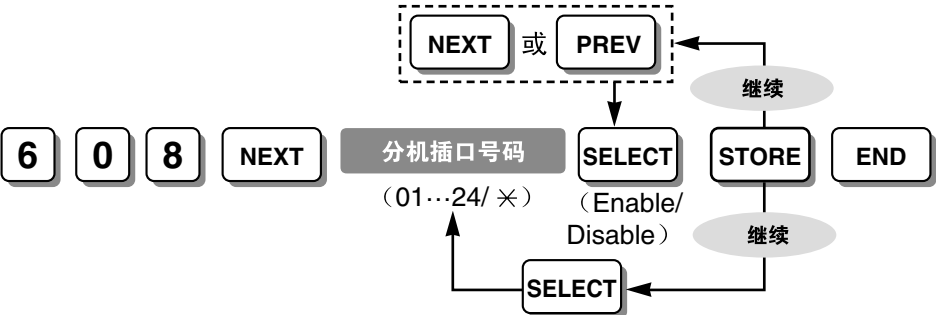 NEXT 或 PREV
继续
6 0 8 NEXT 分机插口号码 SELECT STORE END
（01…24/ ✳） （Enable/
Disable）
继续
SELECT